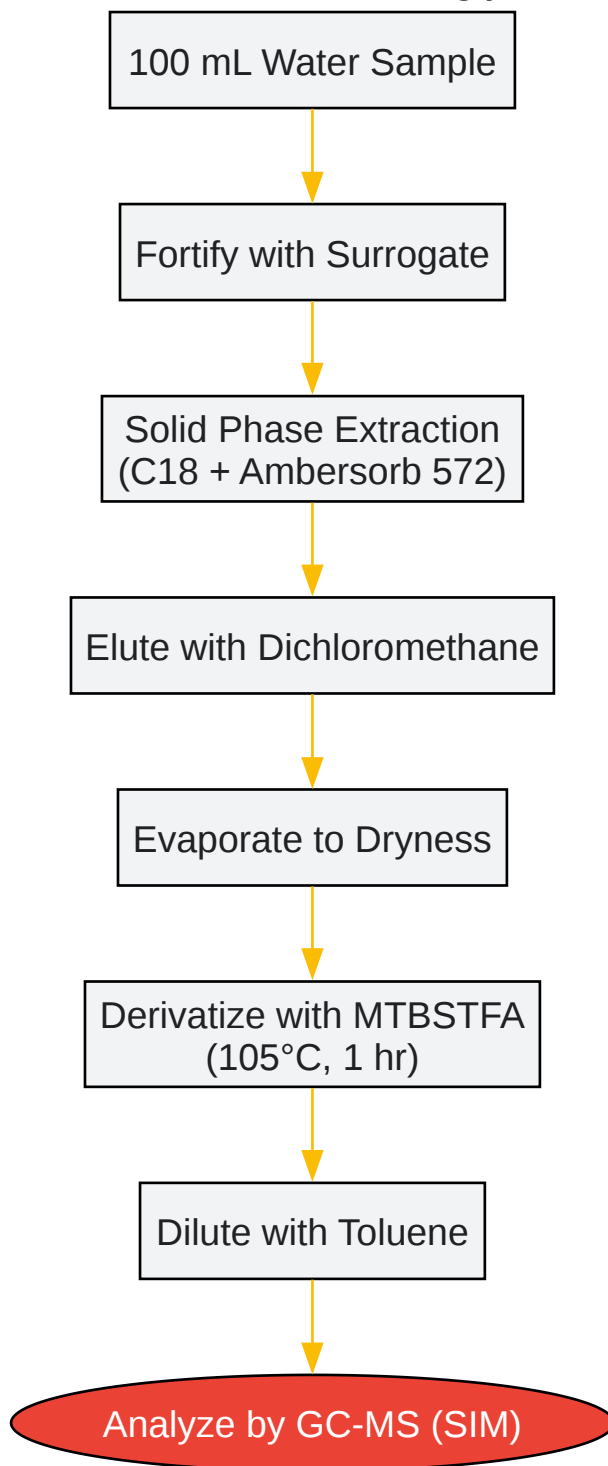 100 mL Water Sample
Fortify with Surrogate
Solid Phase Extraction
(C18 + Ambersorb 572)
Elute with Dichloromethane
Evaporate to Dryness
Derivatize with MTBSTFA
(105°C, 1 hr)
Dilute with Toluene
Analyze by GC-MS (SIM)